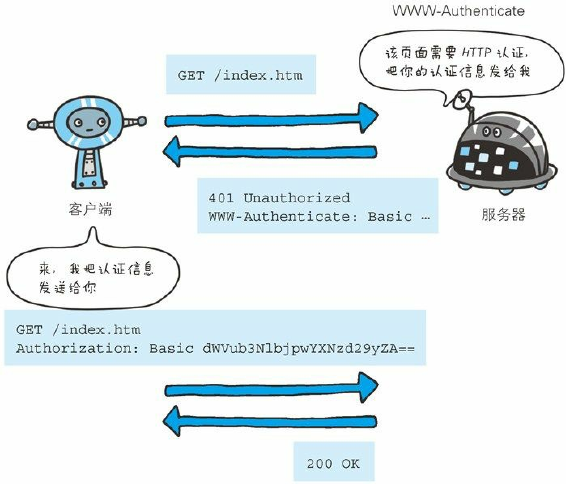 WWW-Authenticate
该页面需要 HTTP 认证,
把你的认证信息发给我
GET /index.htm
401 Unauthorized
WWW-Authenticate: Basic …
客户端
服务器
来, 我把认证信息
发送给你
GET /index.htm
Authorization: Basic dWVub3NlbjpwYXNzd29yZA==
200 OK